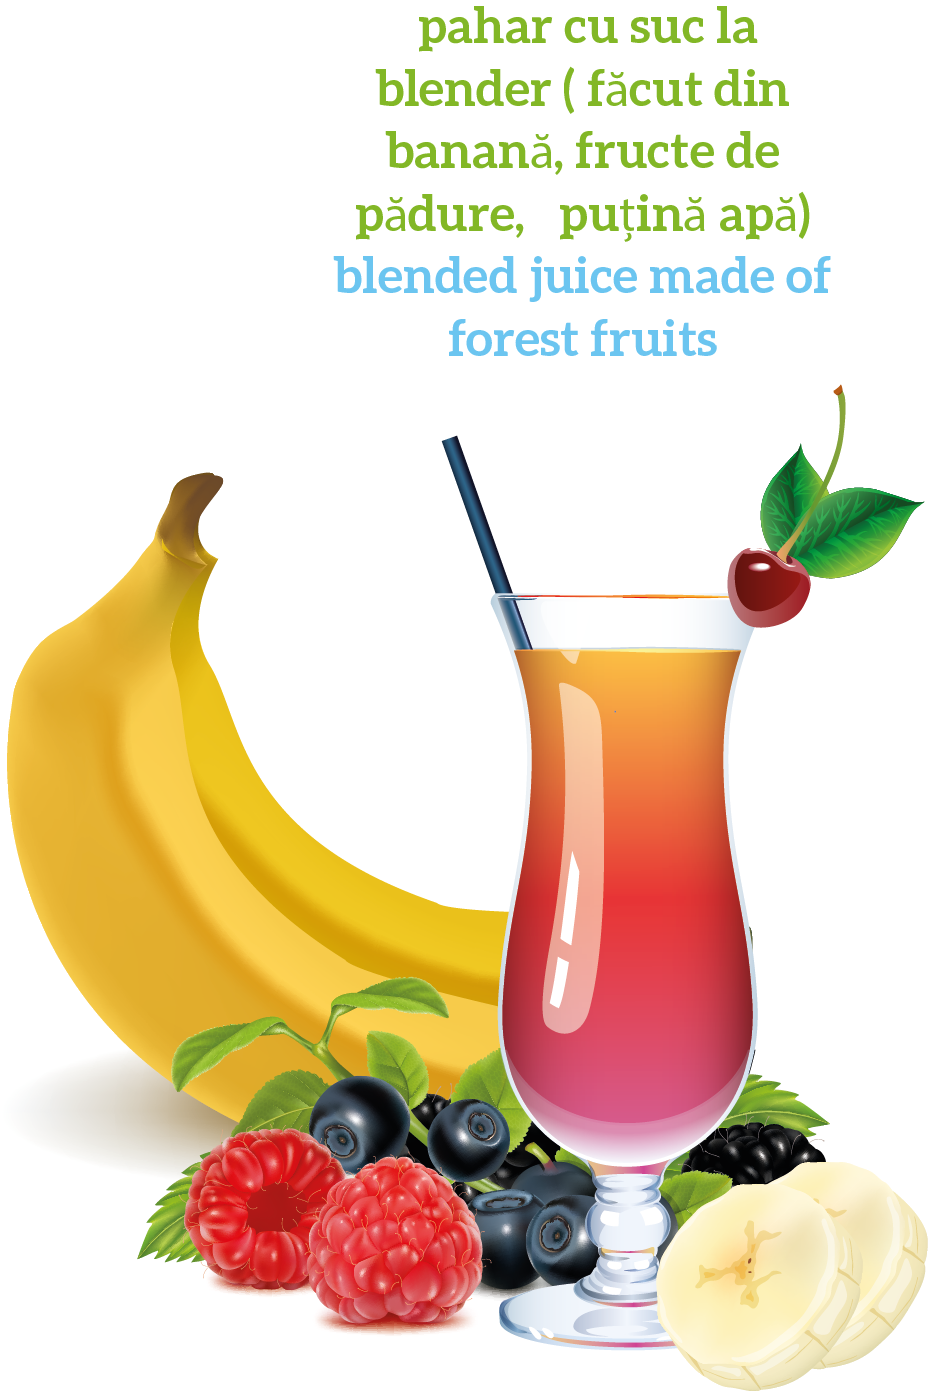 pahar cu suc la
blender ( făcut din
banană, fructe de
pădure, puțină apă)
blended juice made of
forest fruits